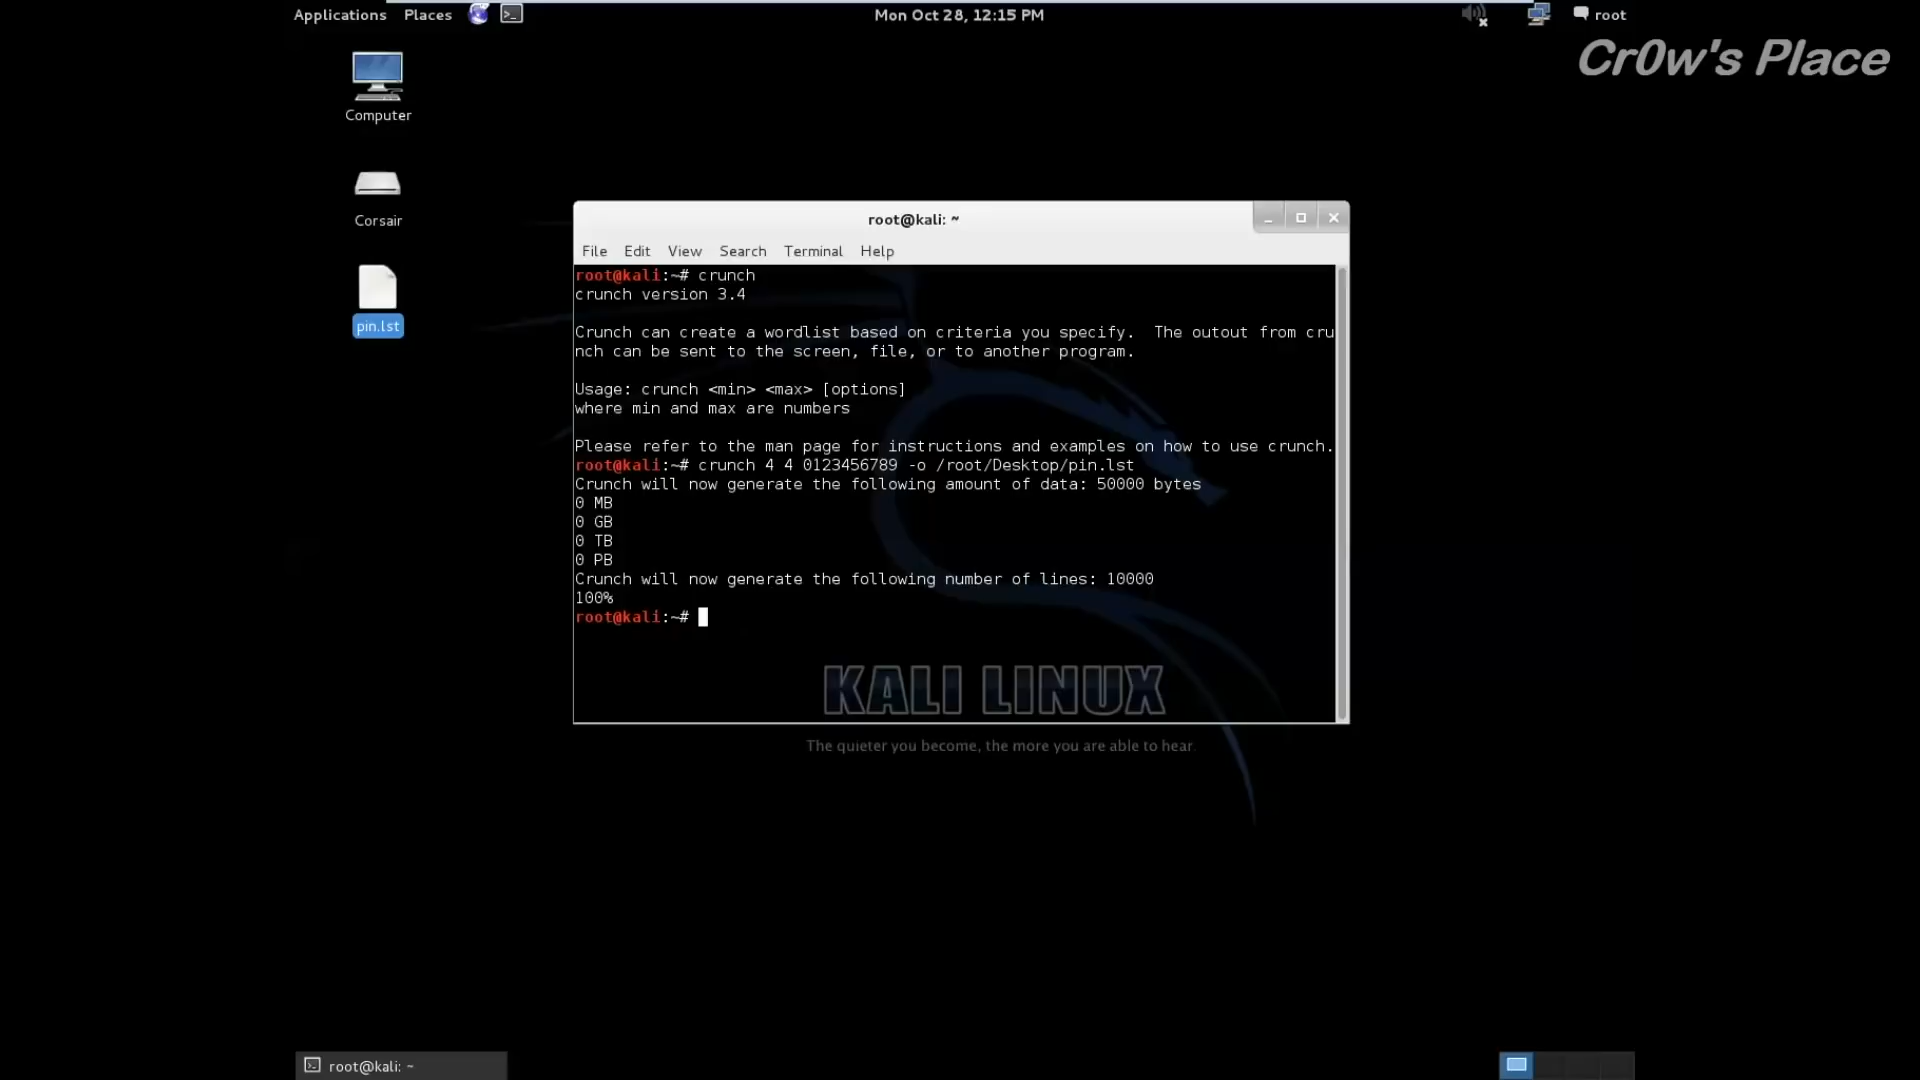 Applications Places Mon Oct 28, 12:15 PM root
Cr0w's Place
Computer
Corsair
pin.lst
root@kali: ~
File Edit View Search Terminal Help
root@kali:~# crunch
crunch version 3.4
Crunch can create a wordlist based on criteria you specify.  The outout from cru
nch can be sent to the screen, file, or to another program.
Usage: crunch <min> <max> [options]
where min and max are numbers
Please refer to the man page for instructions and examples on how to use crunch.
root@kali:~# crunch 4 4 0123456789 -o /root/Desktop/pin.lst
Crunch will now generate the following amount of data: 50000 bytes
0 MB
0 GB
0 TB
0 PB
Crunch will now generate the following number of lines: 10000
100%
root@kali:~#
KALI LINUX
The quieter you become, the more you are able to hear.
root@kali: ~